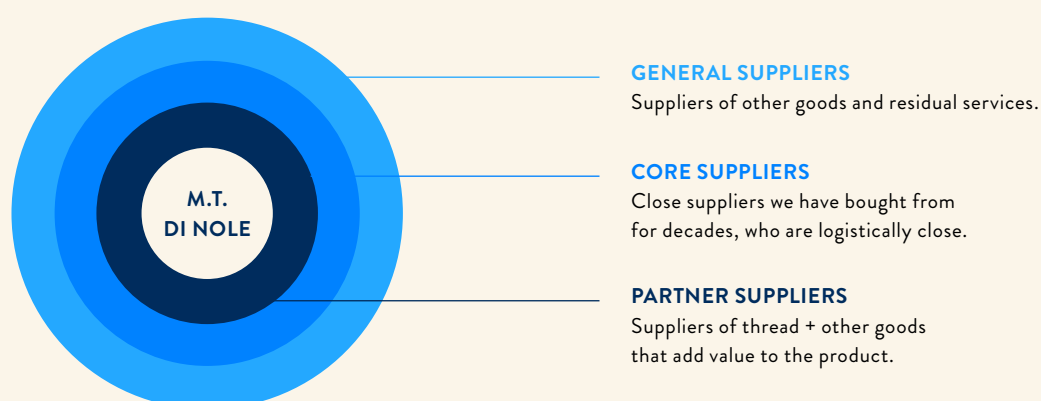 M.T.
DI NOLE
GENERAL SUPPLIERS
Suppliers of other goods and residual services.
CORE SUPPLIERS
Close suppliers we have bought from
for decades, who are logistically close.
PARTNER SUPPLIERS
Suppliers of thread + other goods
that add value to the product.